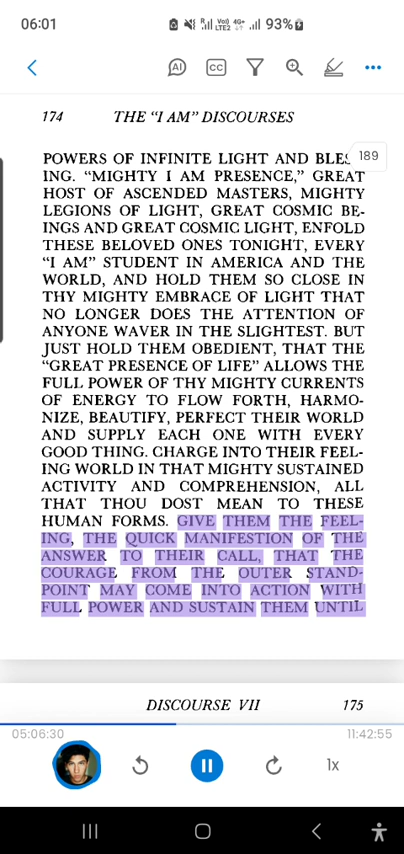 06:01
Vo)) 4G+
LTE2 93%
AI CC
174 THE “I AM” DISCOURSES
189
POWERS OF INFINITE LIGHT AND BLES
ING. “MIGHTY I AM PRESENCE,” GREAT
HOST OF ASCENDED MASTERS, MIGHTY
LEGIONS OF LIGHT, GREAT COSMIC BE-
INGS AND GREAT COSMIC LIGHT, ENFOLD
THESE BELOVED ONES TONIGHT, EVERY
“I AM” STUDENT IN AMERICA AND THE
WORLD, AND HOLD THEM SO CLOSE IN
THY MIGHTY EMBRACE OF LIGHT THAT
NO LONGER DOES THE ATTENTION OF
ANYONE WAVER IN THE SLIGHTEST. BUT
JUST HOLD THEM OBEDIENT, THAT THE
“GREAT PRESENCE OF LIFE” ALLOWS THE
FULL POWER OF THY MIGHTY CURRENTS
OF ENERGY TO FLOW FORTH, HARMO-
NIZE, BEAUTIFY, PERFECT THEIR WORLD
AND SUPPLY EACH ONE WITH EVERY
GOOD THING. CHARGE INTO THEIR FEEL-
ING WORLD IN THAT MIGHTY SUSTAINED
ACTIVITY AND COMPREHENSION, ALL
THAT THOU DOST MEAN TO THESE
HUMAN FORMS. GIVE THEM THE FEEL-
ING, THE QUICK MANIFESTION OF THE
ANSWER TO THEIR CALL, THAT THE
COURAGE FROM THE OUTER STAND-
POINT MAY COME INTO ACTION WITH
FULL POWER AND SUSTAIN THEM UNTIL
DISCOURSE VII 175
05:06:30 11:42:55
1x